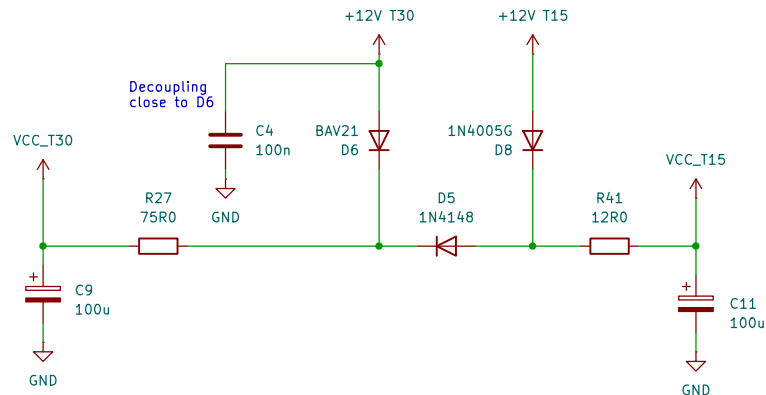 +12V T30
+12V T15
Decoupling
close to D6
C4
100n
BAV21
D6
1N4005G
D8
VCC_T30
VCC_T15
GND
R27
75R0
D5
1N4148
R41
12R0
+
C9
100u
+
C11
100u
GND
GND